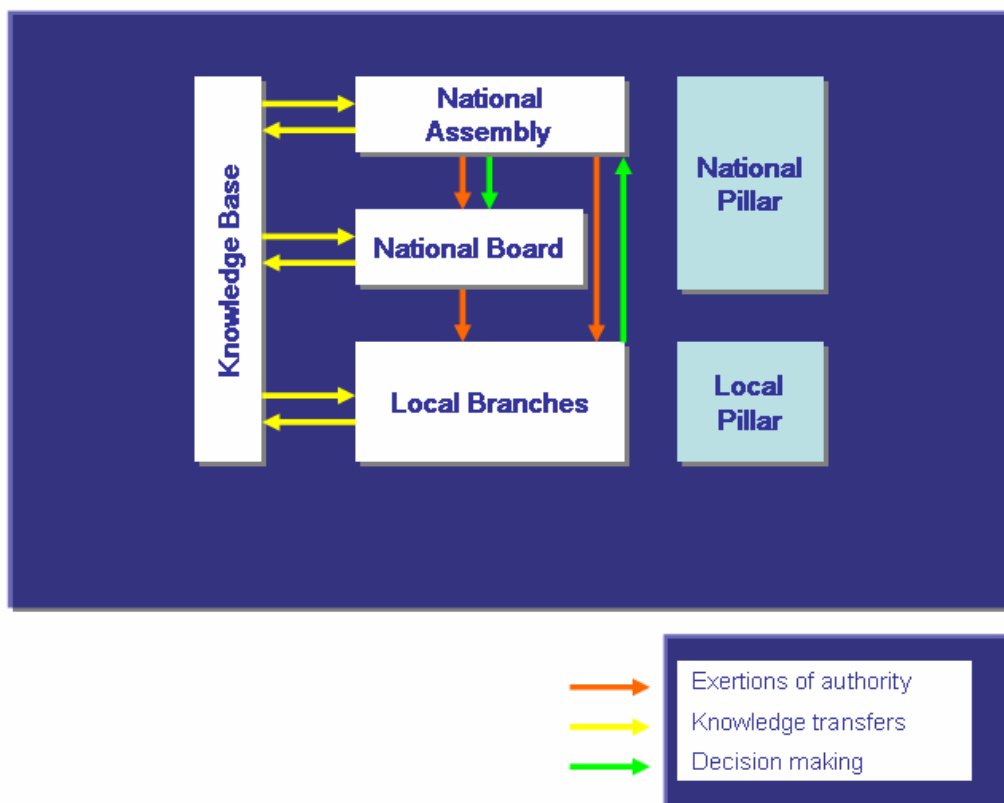 Knowledge Base
National
Assembly
National Board
Local Branches
National
Pillar
Local
Pillar
Exertions of authority
Knowledge transfers
Decision making